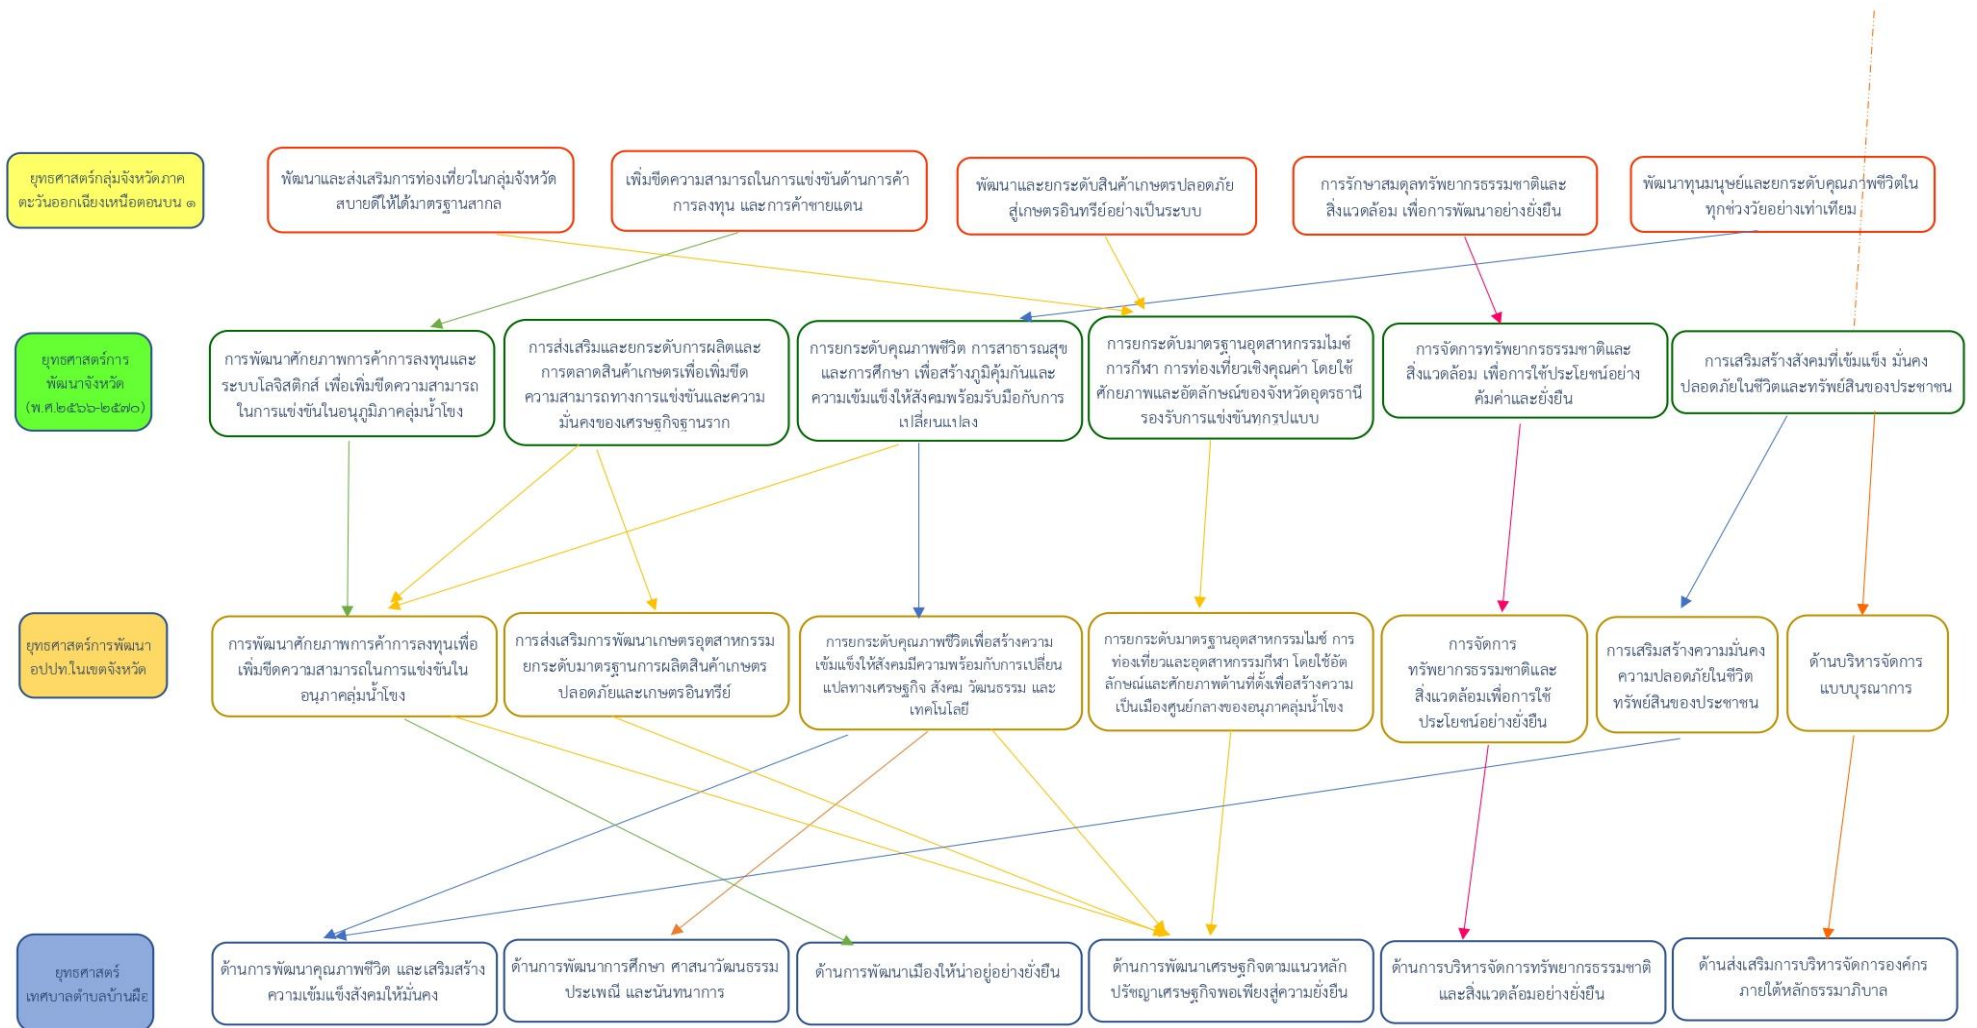 ยุทธศาสตร์กลุ่มจังหวัดภาค
ตะวันออกเฉียงเหนือตอนบน ๑
พัฒนาและส่งเสริมการท่องเที่ยวในกลุ่มจังหวัด
สบายดีให้ได้มาตรฐานสากล
เพิ่มขีดความสามารถในการแข่งขันด้านการค้า
การลงทุน และการค้าชายแดน
พัฒนาและยกระดับสินค้าเกษตรปลอดภัย
สู่เกษตรอินทรีย์อย่างเป็นระบบ
การรักษาสมดุลทรัพยากรธรรมชาติและ
สิ่งแวดล้อม เพื่อการพัฒนาอย่างยั่งยืน
พัฒนาทุนมนุษย์และยกระดับคุณภาพชีวิตใน
ทุกช่วงวัยอย่างเท่าเทียม
ยุทธศาสตร์การ
พัฒนาจังหวัด
(พ.ศ.๒๕๖๖-๒๕๗๐)
การพัฒนาศักยภาพการค้าการลงทุนและ
ระบบโลจิสติกส์ เพื่อเพิ่มขีดความสามารถ
ในการแข่งขันในอนุภูมิภาคลุ่มน้ำโขง
การส่งเสริมและยกระดับการผลิตและ
การตลาดสินค้าเกษตรเพื่อเพิ่มขีด
ความสามารถทางการแข่งขันและความ
มั่นคงของเศรษฐกิจฐานราก
การยกระดับคุณภาพชีวิต การสาธารณสุข
และการศึกษา เพื่อสร้างภูมิคุ้มกันและ
ความเข้มแข็งให้สังคมพร้อมรับมือกับการ
เปลี่ยนแปลง
การยกระดับมาตรฐานอุตสาหกรรมไมซ์
การกีฬา การท่องเที่ยวเชิงคุณค่า โดยใช้
ศักยภาพและอัตลักษณ์ของจังหวัดอุดรธานี
รองรับการแข่งขันทุกรูปแบบ
การจัดการทรัพยากรธรรมชาติและ
สิ่งแวดล้อม เพื่อการใช้ประโยชน์อย่าง
คุ้มค่าและยั่งยืน
การเสริมสร้างสังคมที่เข้มแข็ง มั่นคง
ปลอดภัยในชีวิตและทรัพย์สินของประชาชน
ยุทธศาสตร์การพัฒนา
อปปท.ในเขตจังหวัด
การพัฒนาศักยภาพการค้าการลงทุนเพื่อ
เพิ่มขีดความสามารถในการแข่งขันใน
อนุภาคลุ่มน้ำโขง
การส่งเสริมการพัฒนาเกษตรอุตสาหกรรม
ยกระดับมาตรฐานการผลิตสินค้าเกษตร
ปลอดภัยและเกษตรอินทรีย์
การยกระดับคุณภาพชีวิตเพื่อสร้างความ
เข้มแข็งให้สังคมมีความพร้อมกับการเปลี่ยน
แปลทางเศรษฐกิจ สังคม วัฒนธรรม และ
เทคโนโลยี
การยกระดับมาตรฐานอุตสาหกรรมไมซ์ การ
ท่องเที่ยวและอุตสาหกรรมกีฬา โดยใช้อัต
ลักษณ์และศักยภาพด้านที่ตั้งเพื่อสร้างความ
เป็นเมืองศูนย์กลางของอนุภาคลุ่มน้ำโขง
การจัดการ
ทรัพยากรธรรมชาติและ
สิ่งแวดล้อมเพื่อการใช้
ประโยชน์อย่างยั่งยืน
การเสริมสร้างความมั่นคง
ความปลอดภัยในชีวิต
ทรัพย์สินของประชาชน
ด้านบริหารจัดการ
แบบบูรณาการ
ยุทธศาสตร์
เทศบาลตำบลบ้านผือ
ด้านการพัฒนาคุณภาพชีวิต และเสริมสร้าง
ความเข้มแข็งสังคมให้มั่นคง
ด้านการพัฒนาการศึกษา ศาสนาวัฒนธรรม
ประเพณี และนันทนาการ
ด้านการพัฒนาเมืองให้น่าอยู่อย่างยั่งยืน
ด้านการพัฒนาเศรษฐกิจตามแนวหลัก
ปรัชญาเศรษฐกิจพอเพียงสู่ความยั่งยืน
ด้านการบริหารจัดการทรัพยากรธรรมชาติ
และสิ่งแวดล้อมอย่างยั่งยืน
ด้านส่งเสริมการบริหารจัดการองค์กร
ภายใต้หลักธรรมาภิบาล